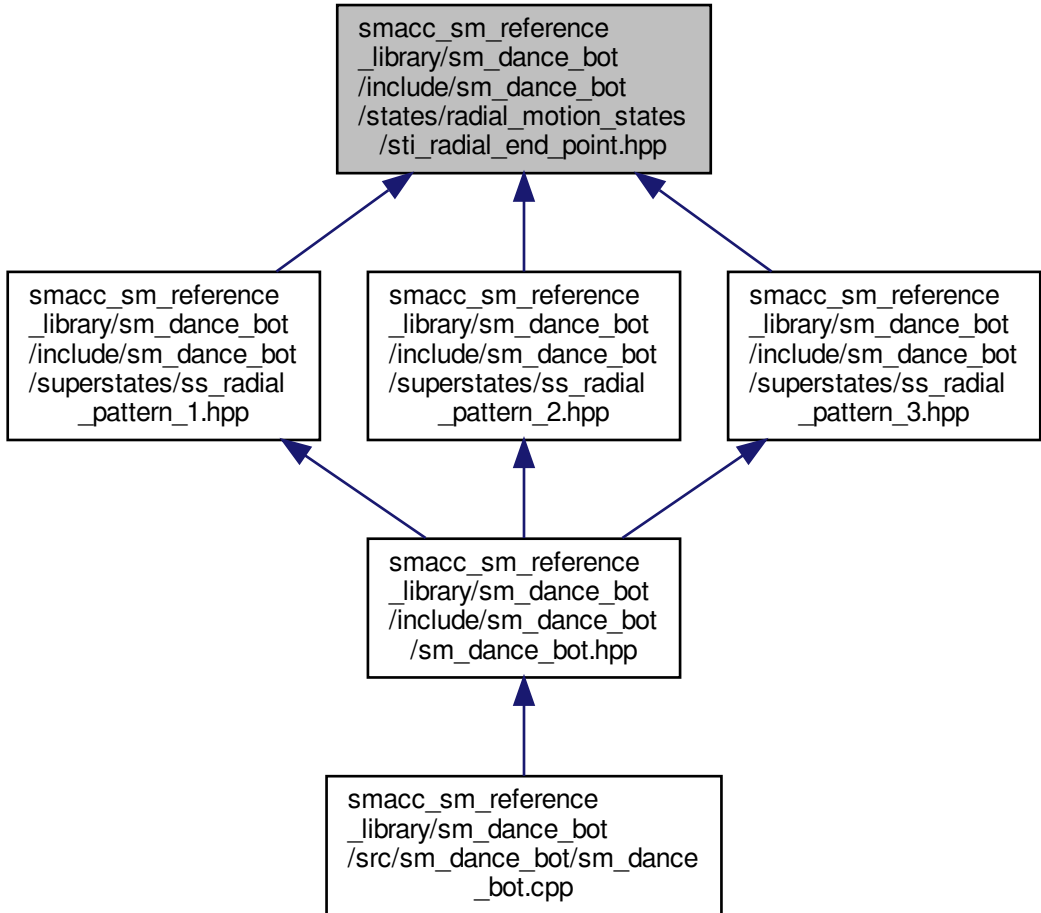 smacc_sm_reference
_library/sm_dance_bot
/include/sm_dance_bot
/states/radial_motion_states
/sti_radial_end_point.hpp
smacc_sm_reference
_library/sm_dance_bot
/include/sm_dance_bot
/superstates/ss_radial
_pattern_1.hpp
smacc_sm_reference
_library/sm_dance_bot
/include/sm_dance_bot
/superstates/ss_radial
_pattern_2.hpp
smacc_sm_reference
_library/sm_dance_bot
/include/sm_dance_bot
/superstates/ss_radial
_pattern_3.hpp
smacc_sm_reference
_library/sm_dance_bot
/include/sm_dance_bot
/sm_dance_bot.hpp
smacc_sm_reference
_library/sm_dance_bot
/src/sm_dance_bot/sm_dance
_bot.cpp